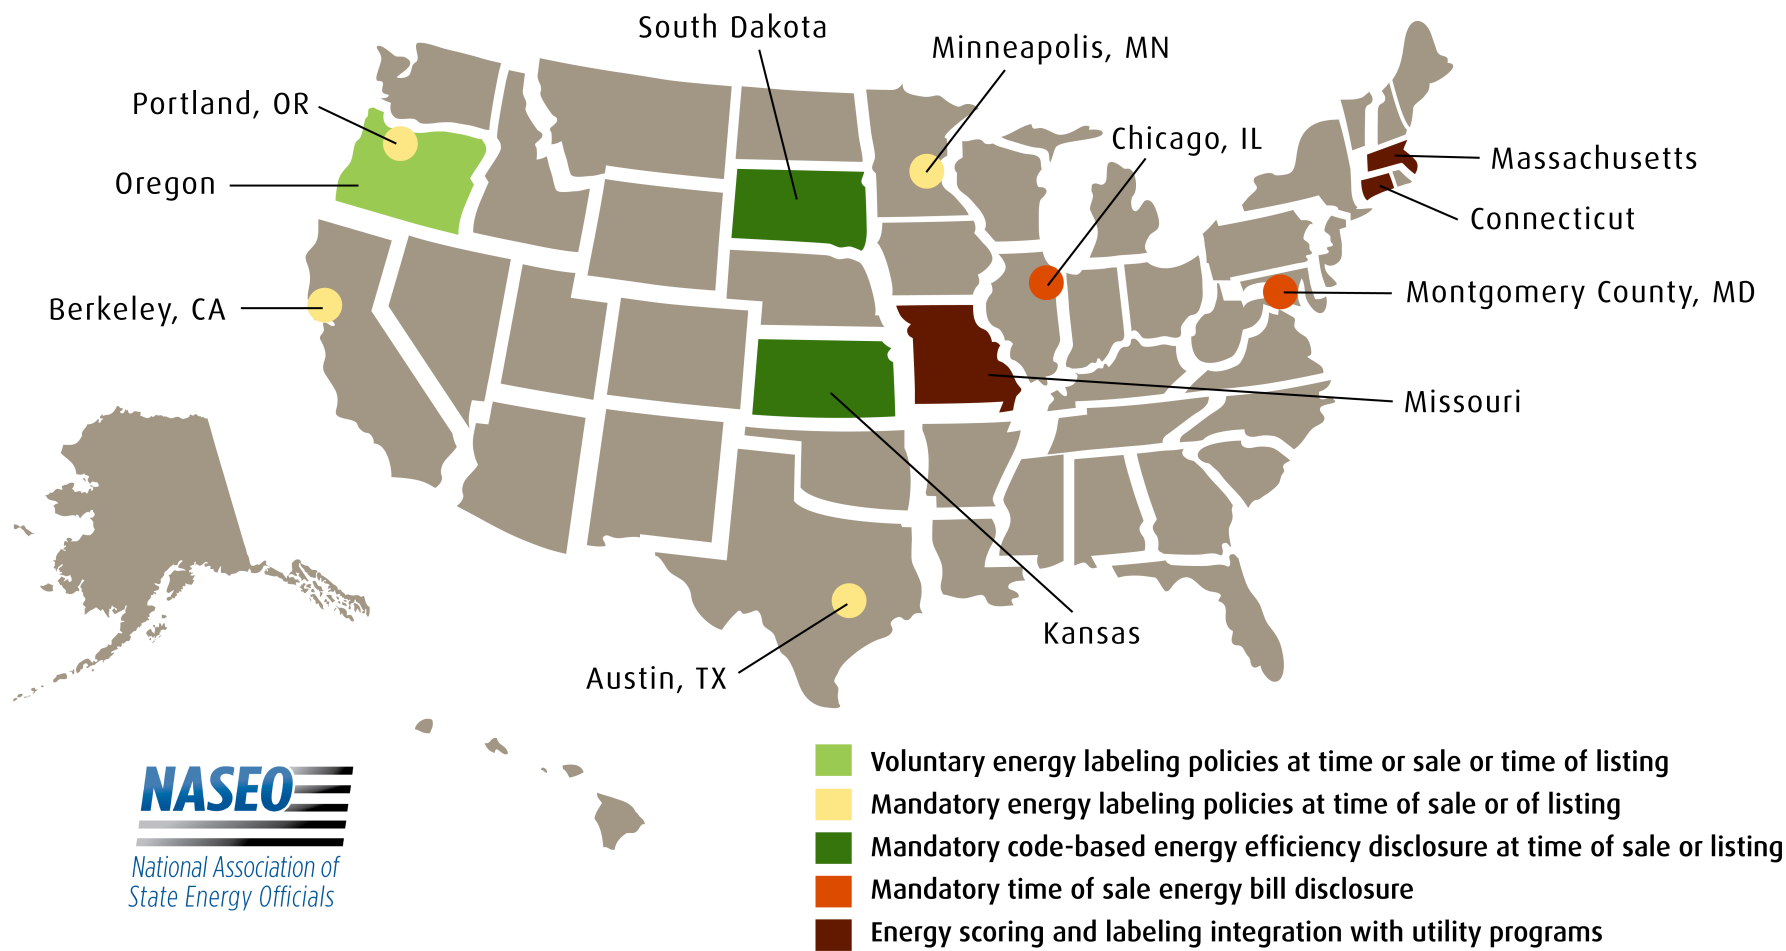 South Dakota
Minneapolis, MN
Portland, OR
Chicago, IL
Massachusetts
Oregon
Connecticut
Montgomery County, MD
Berkeley, CA
Missouri
Kansas
Austin, TX
Voluntary energy labeling policies at time or sale or time of listing
Mandatory energy labeling policies at time of sale or of listing
Mandatory code-based energy efficiency disclosure at time of sale or listing
Mandatory time of sale energy bill disclosure
Energy scoring and labeling integration with utility programs
NASEO
National Association of
State Energy Officials